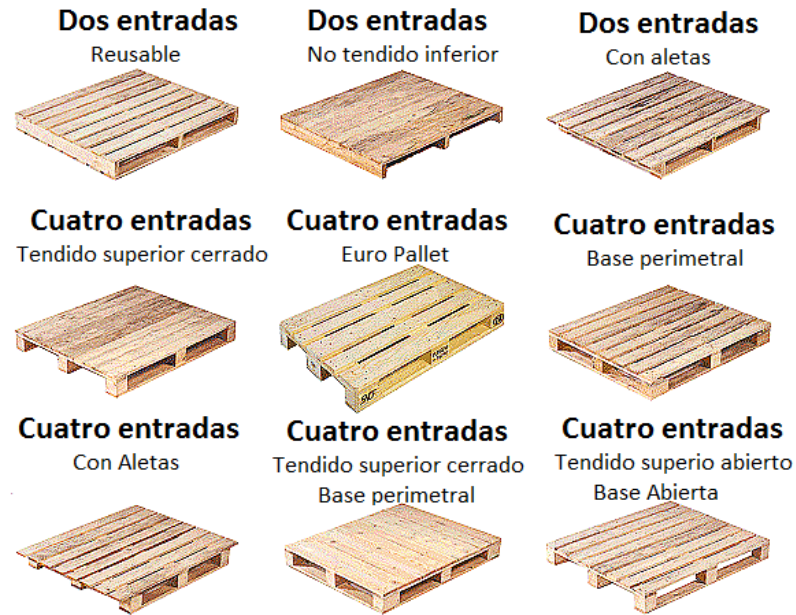 Dos entradas
Reusable
Dos entradas
No tendido inferior
Dos entradas
Con aletas
Cuatro entradas
Tendido superior cerrado
Cuatro entradas
Euro Pallet
Cuatro entradas
Base perimetral
Cuatro entradas
Con Aletas
Cuatro entradas
Tendido superior cerrado
Base perimetral
Cuatro entradas
Tendido superio abierto
Base Abierta